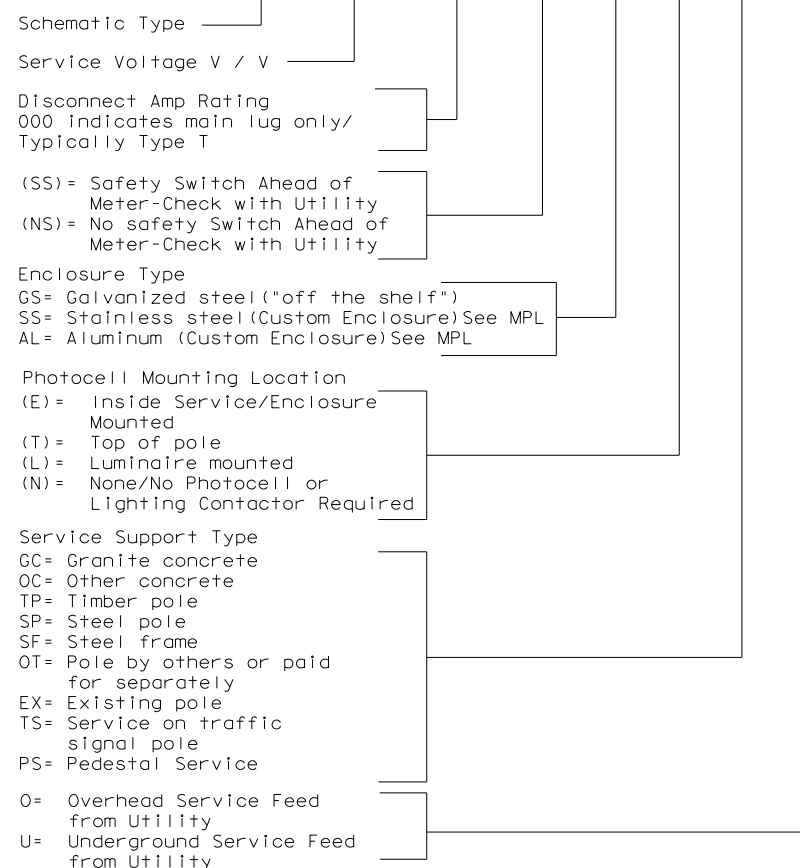 Schematic Type
Service Voltage V / V
Disconnect Amp Rating
000 indicates main lug only/
Typically Type T
(SS)= Safety Switch Ahead of
Meter-Check with Utility
(NS)= No safety Switch Ahead of
Meter-Check with Utility
Enclosure Type
GS= Galvanized steel("off the shelf")
SS= Stainless steel(Custom Enclosure)See MPL
AL= Aluminum (Custom Enclosure)See MPL
Photocell Mounting Location
(E)= Inside Service/Enclosure
Mounted
(T)= Top of pole
(L)= Luminaire mounted
(N)= None/No Photocell or
Lighting Contactor Required
Service Support Type
GC= Granite concrete
OC= Other concrete
TP= Timber pole
SP= Steel pole
SF= Steel frame
OT= Pole by others or paid
for separately
EX= Existing pole
TS= Service on traffic
signal pole
PS= Pedestal Service
O= Overhead Service Feed
from Utility
U= Underground Service Feed
from Utility